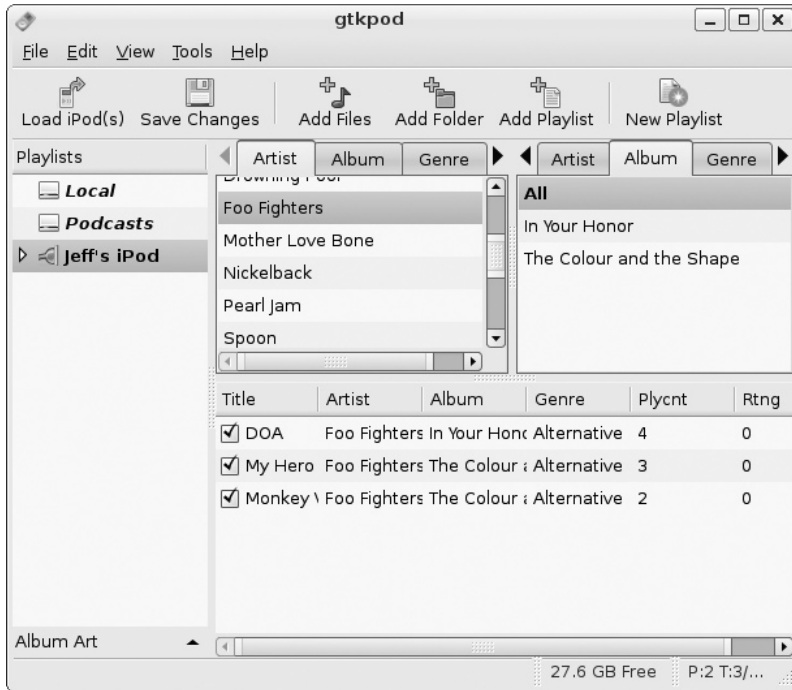 gtkpod
File Edit View Tools Help
Load iPod(s) Save Changes Add Files Add Folder Add Playlist New Playlist
Playlists
Local
Podcasts
Jeff's iPod
Album Art
Artist Album Genre
Foo Fighters
Mother Love Bone
Nickelback
Pearl Jam
Spoon
Artist Album Genre
All
In Your Honor
The Colour and the Shape
Title Artist Album Genre Plycnt Rtng
DOA Foo Fighters In Your Hono Alternative 4 0
My Hero Foo Fighters The Colour Alternative 3 0
Monkey Foo Fighters The Colour Alternative 2 0
27.6 GB Free P:2 T:3/...